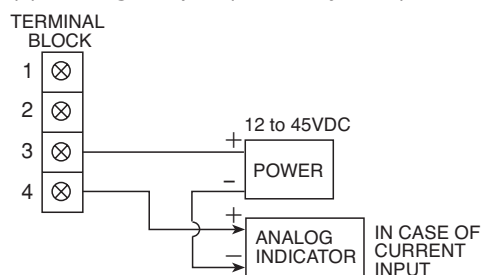 TERMINAL
BLOCK
1
2
3
4
+
12 to 45VDC
POWER
–
+
ANALOG
INDICATOR
–
IN CASE OF
CURRENT
INPUT